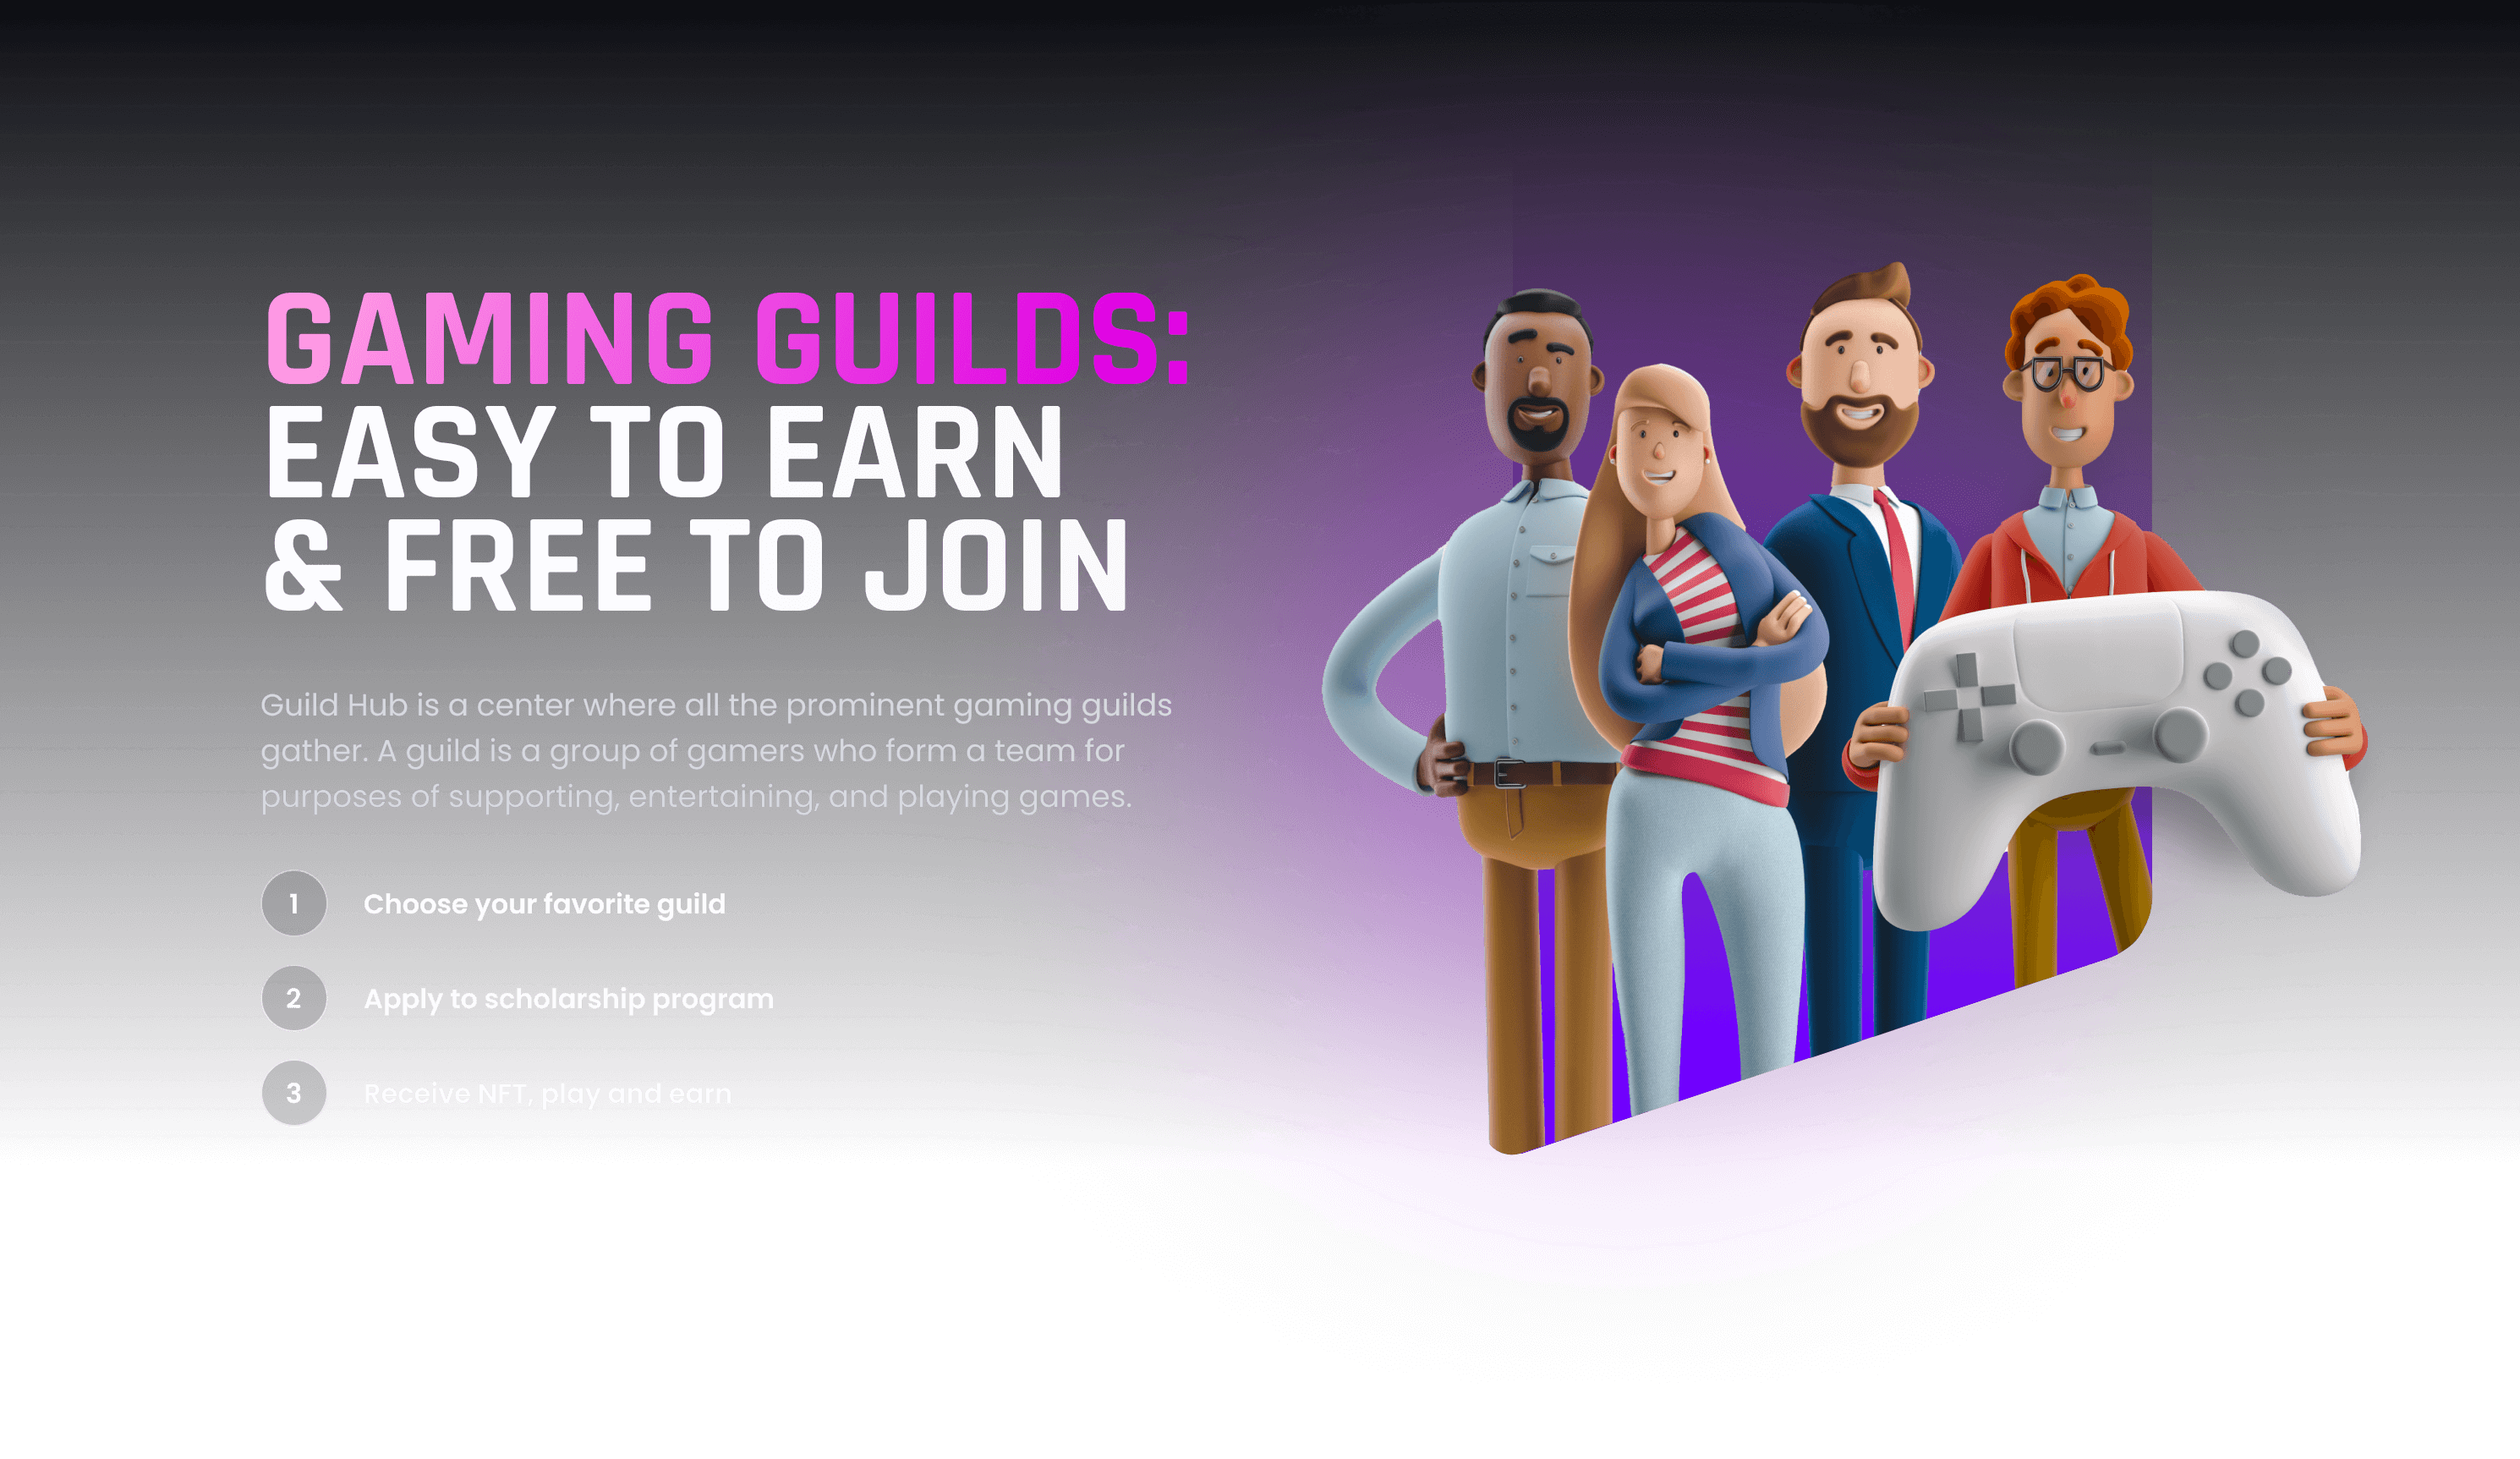 GAMING GUILDS:
EASY TO EARN
& FREE TO JOIN
Guild Hub is a center where all the prominent gaming guilds
gather. A guild is a group of gamers who form a team for
purposes of supporting, entertaining, and playing games.
1 Choose your favorite guild
2 Apply to scholarship program
3 Receive NFT, play and earn